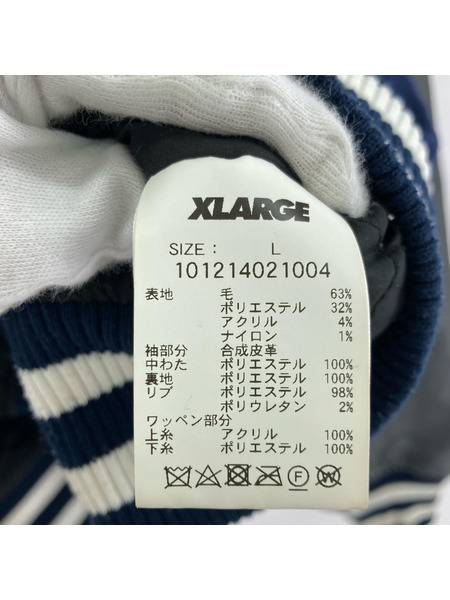 XLARGE
SIZE： L
101214021004
表地 毛 63%
ポリエステル 32%
アクリル 4%
ナイロン 1%
袖部分 合成皮革
中わた ポリエステル 100%
裏地 ポリエステル 100%
リブ ポリエステル 98%
ポリウレタン 2%
ワッペン部分
上糸 アクリル 100%
下糸 ポリエステル 100%
F W